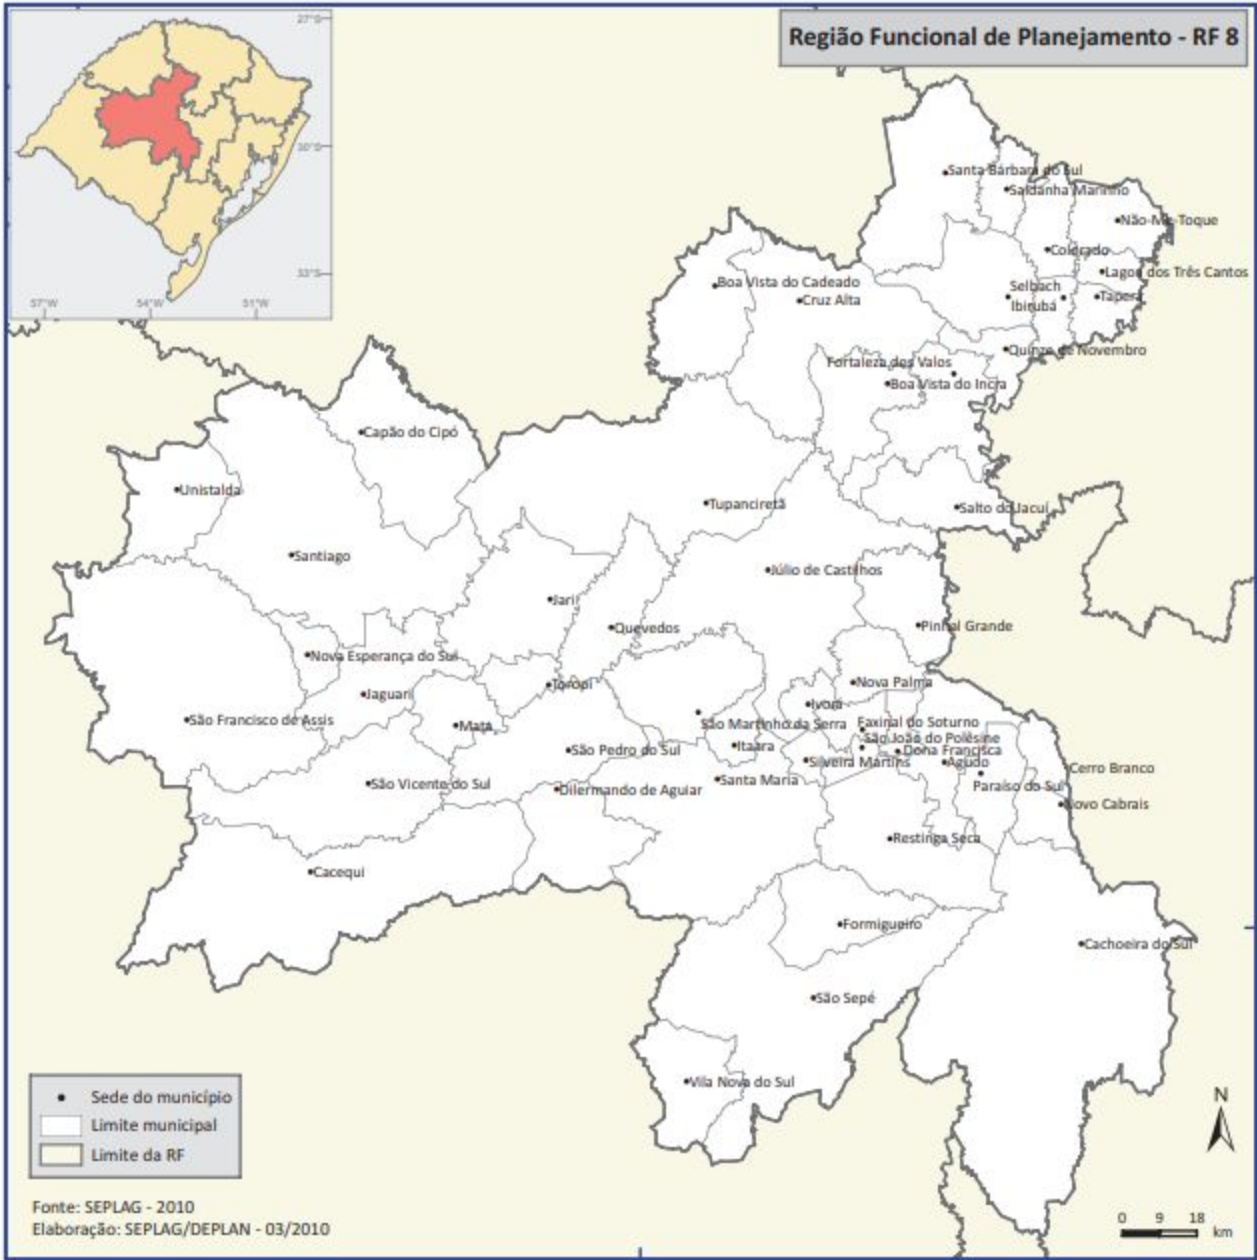 Região Funcional de Planejamento - RF 8
27°S
30°S
33°S
57°W
54°W
51°W
Santa Bárbara do Sul
Saldanha Marinho
Não-Me-Toque
Colorado
Lagoa dos Três Cantos
Boa Vista do Cadeado
Selbach
Cruz Alta
Ibirubá
Tapera
Quinze de Novembro
Fortaleza dos Valos
Boa Vista do Incra
Capão do Cipó
Unistalda
Tupanciretã
Salto do Jacuí
Santiago
Júlio de Castilhos
Jari
Quevedos
Pinhal Grande
Nova Esperança do Sul
Toropi
Nova Palma
Jaguari
Ivorá
São Francisco de Assis
Mata
São Martinho da Serra
Faxinal do Soturno
São João do Polêsine
Itaara
São Pedro do Sul
Dona Francisca
Silveira Martins
Agudo
Cerro Branco
São Vicente do Sul
Santa Maria
Paraíso do Sul
Dilermando de Aguiar
Novo Cabrais
Restinga Seca
Cacequi
Formigueiro
Cachoeira do Sul
São Sepé
Vila Nova do Sul
Sede do município
Limite municipal
Limite da RF
N
Fonte: SEPLAG - 2010
Elaboração: SEPLAG/DEPLAN - 03/2010
0 9 18
km